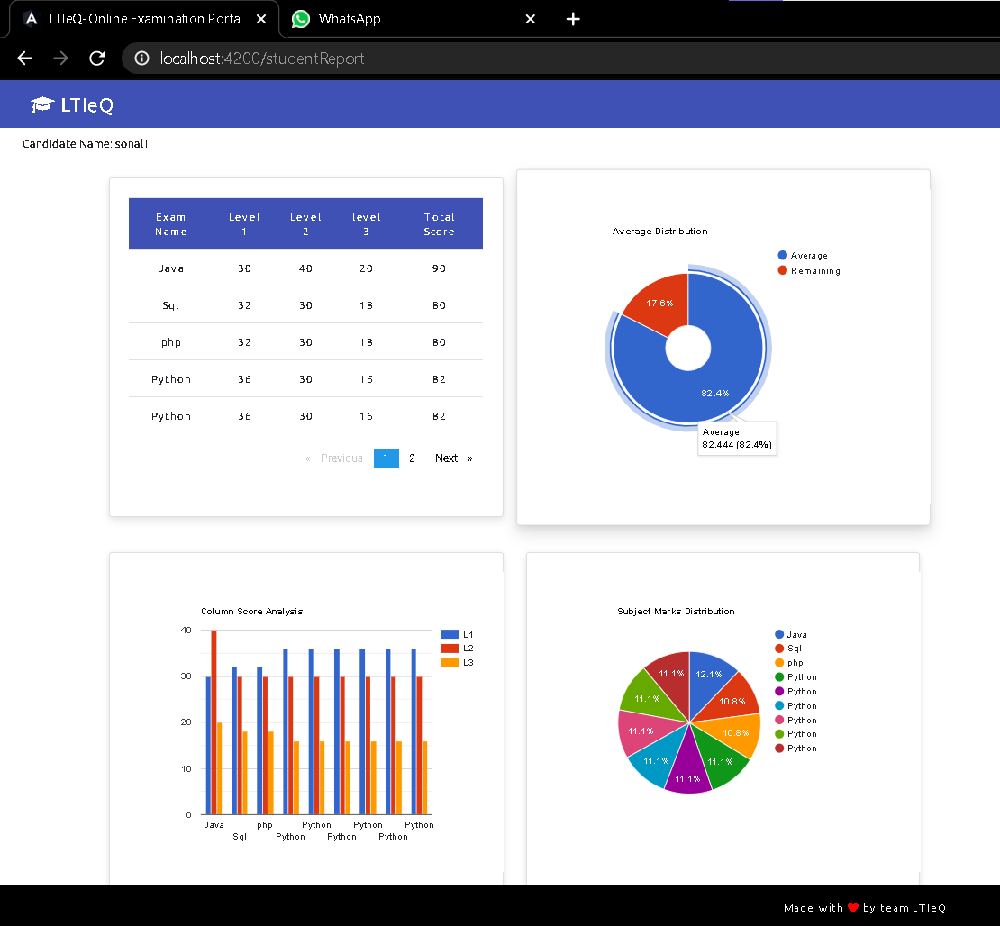 LTIeQ-Online Examination Portal
WhatsApp
localhost:4200/studentReport
LTIeQ
Candidate Name: sonali
Exam Name Level 1 Level 2 level 3 Total Score
Java 30 40 20 90
Sql 32 30 18 80
php 32 30 18 80
Python 36 30 16 82
Python 36 30 16 82
« Previous 1 2 Next »
Average Distribution
Average
Remaining
17.6%
82.4%
Average
82.444 (82.4%)
Column Score Analysis
40
30
20
10
0
L1
L2
L3
Java
Sql
php
Python
Python
Python
Python
Python
Python
Subject Marks Distribution
Java
Sql
php
Python
Python
Python
Python
Python
Python
12.1%
10.8%
10.8%
11.1%
11.1%
11.1%
11.1%
11.1%
11.1%
Made with ❤ by team LTIeQ